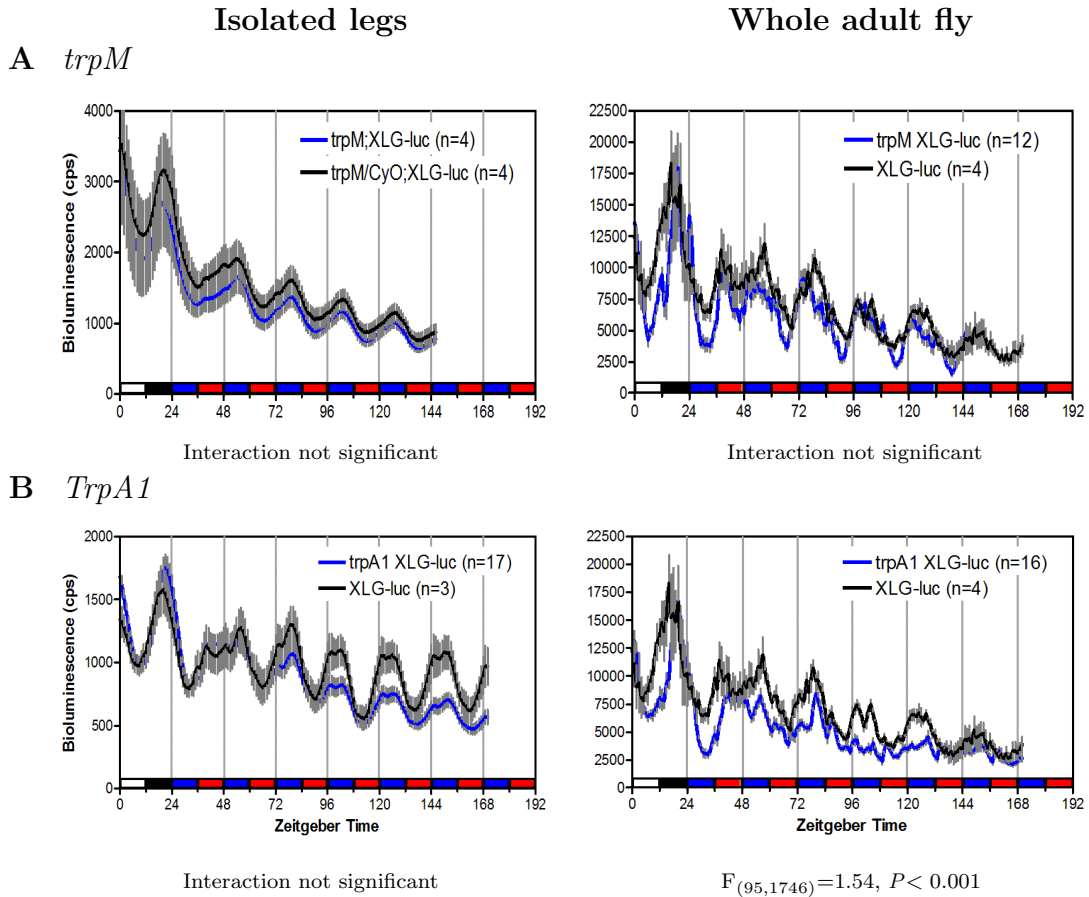 Isolated legs
Whole adult fly
A trpM
Bioluminescence (cps)
4000
3000
2000
1000
0
trpM;XLG-luc (n=4)
trpM/CyO;XLG-luc (n=4)
0 24 48 72 96 120 144 168 192
Interaction not significant
22500
20000
17500
15000
12500
10000
7500
5000
2500
0
trpM XLG-luc (n=12)
XLG-luc (n=4)
0 24 48 72 96 120 144 168 192
Interaction not significant
B TrpA1
Bioluminescence (cps)
2000
1500
1000
500
0
trpA1 XLG-luc (n=17)
XLG-luc (n=3)
0 24 48 72 96 120 144 168 192
Zeitgeber Time
Interaction not significant
22500
20000
17500
15000
12500
10000
7500
5000
2500
0
trpA1 XLG-luc (n=16)
XLG-luc (n=4)
0 24 48 72 96 120 144 168 192
Zeitgeber Time
F(95,1746)=1.54, P< 0.001